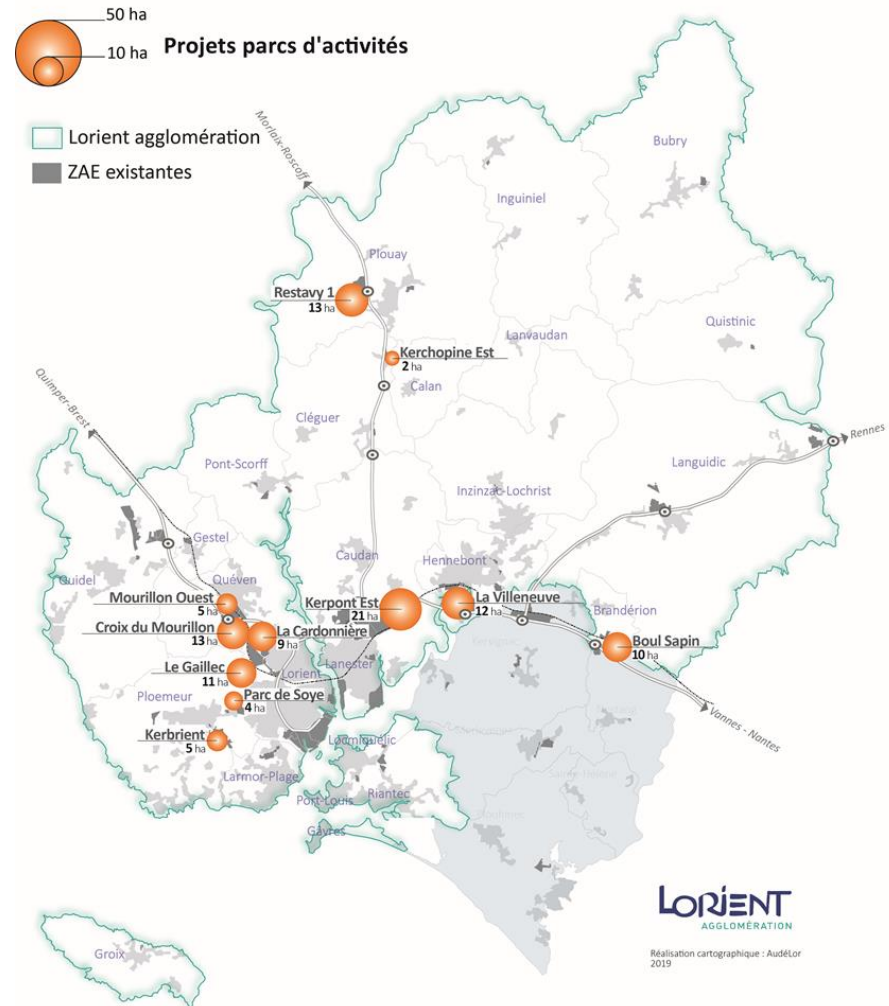 50 ha
10 ha
Projets parcs d'activités
Lorient agglomération
ZAE existantes
Morlaix-Roscoff
Bubry
Inguiniel
Plouay
Restavy 1
13 ha
Lanvaudan
Quistinic
Kerchopine Est
2 ha
Calan
Quimper-Brest
Cléguer
Rennes
Languidic
Pont-Scorff
Inzinzac-Lochrist
Gestel
Caudan
Hennebont
Quidel
Quéven
Mourillon Ouest
5 ha
Kerpont Est
21 ha
La Villeneuve
12 ha
Brandérion
Croix du Mourillon
13 ha
La Cardonnière
9 ha
Boul Sapin
10 ha
Le Gaillec
11 ha
Lorient
Lanester
Ploemeur
Parc de Soye
4 ha
Vannes - Nantes
Kerbrient
5 ha
Locmiquélic
Larmor-Plage
Port-Louis
Riantec
Gâvres
LORIENT
AGGLOMÉRATION
Groix
Réalisation cartographique : AudéLor
2019